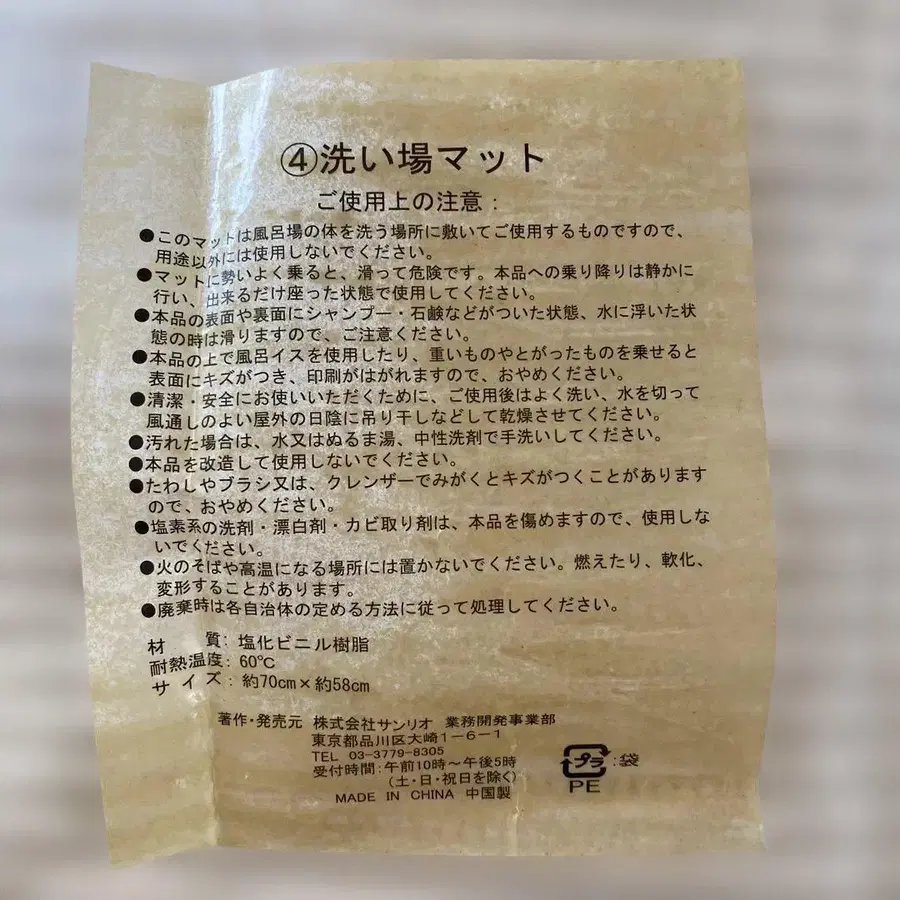 ④洗い場マット
ご使用上の注意：
●このマットは風呂場の体を洗う場所に敷いてご使用するものですので、
用途以外には使用しないでください。
●マットに勢いよく乗ると、滑って危険です。本品への乗り降りは静かに
行い、出来るだけ座った状態で使用してください。
●本品の表面や裏面にシャンプー・石鹸などがついた状態、水に浮いた状
態の時は滑りますので、ご注意ください。
●本品の上で風呂イスを使用したり、重いものやとがったものを乗せると
表面にキズがつき、印刷がはがれますので、おやめください。
●清潔・安全にお使いいただくために、ご使用後はよく洗い、水を切って
風通しのよい屋外の日陰に吊り干しなどして乾燥させてください。
●汚れた場合は、水又はぬるま湯、中性洗剤で手洗いしてください。
●本品を改造して使用しないでください。
●たわしやブラシ又は、クレンザーでみがくとキズがつくことがあります
ので、おやめください。
●塩素系の洗剤・漂白剤・カビ取り剤は、本品を傷めますので、使用しな
いでください。
●火のそばや高温になる場所には置かないでください。燃えたり、軟化、
変形することがあります。
●廃棄時は各自治体の定める方法に従って処理してください。
材　質：塩化ビニル樹脂
耐熱温度：60℃
サイズ：約70cm×約58cm
著作・発売元 株式会社サンリオ 業務開発事業部
東京都品川区大崎1－6－1
TEL 03-3779-8305
受付時間：午前10時～午後5時
（土・日・祝日を除く）
MADE IN CHINA 中国製
プラ：袋
PE